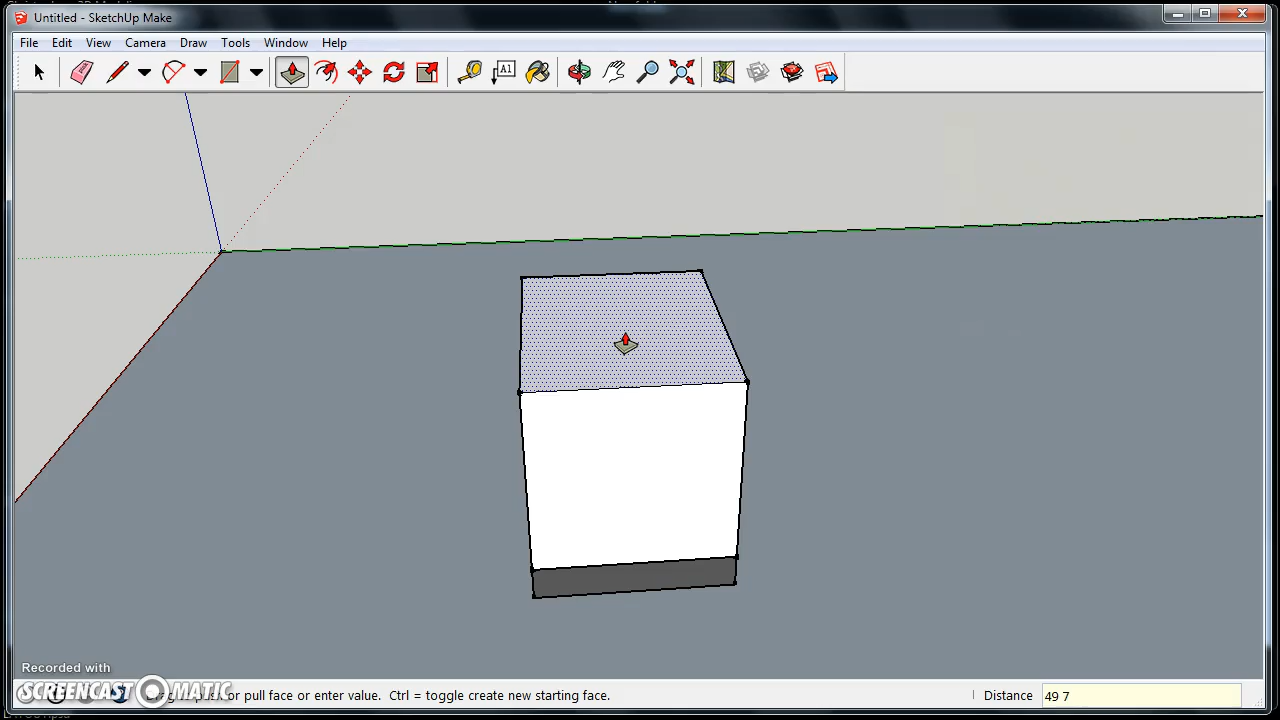 Untitled - SketchUp Make
File Edit View Camera Draw Tools Window Help
A1
Recorded with
SCREENCAST MATIC
or pull face or enter value. Ctrl = toggle create new starting face. Distance 49 7